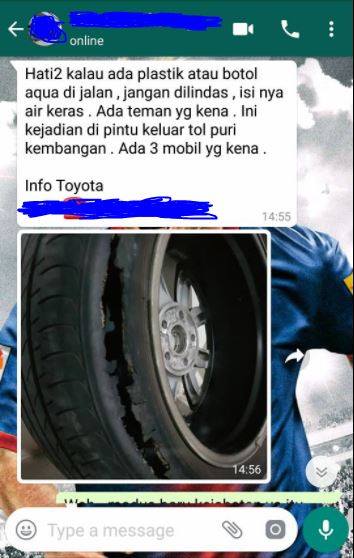 online
Hati2 kalau ada plastik atau botol
aqua di jalan , jangan dilindas , isi nya
air keras . Ada teman yg kena . Ini
kejadian di pintu keluar tol puri
kembangan . Ada 3 mobil yg kena .
Info Toyota
14:55
14:56
Type a message